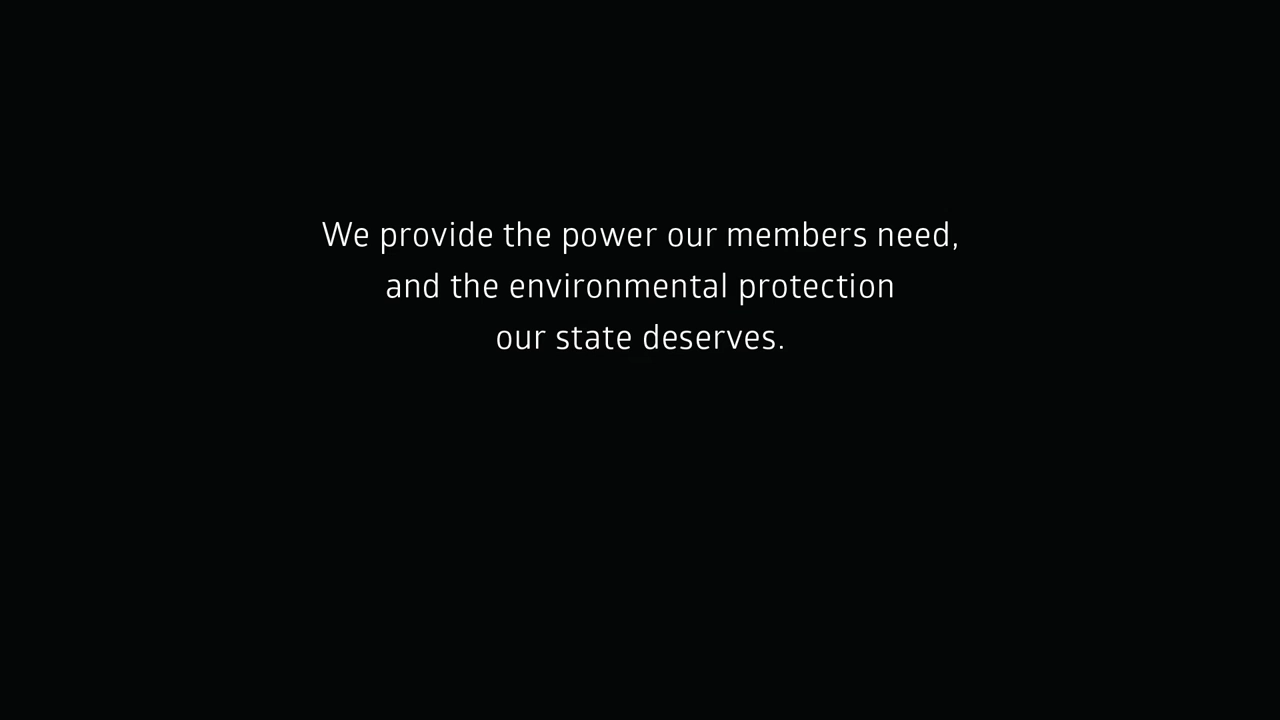 We provide the power our members need,
and the environmental protection
our state deserves.